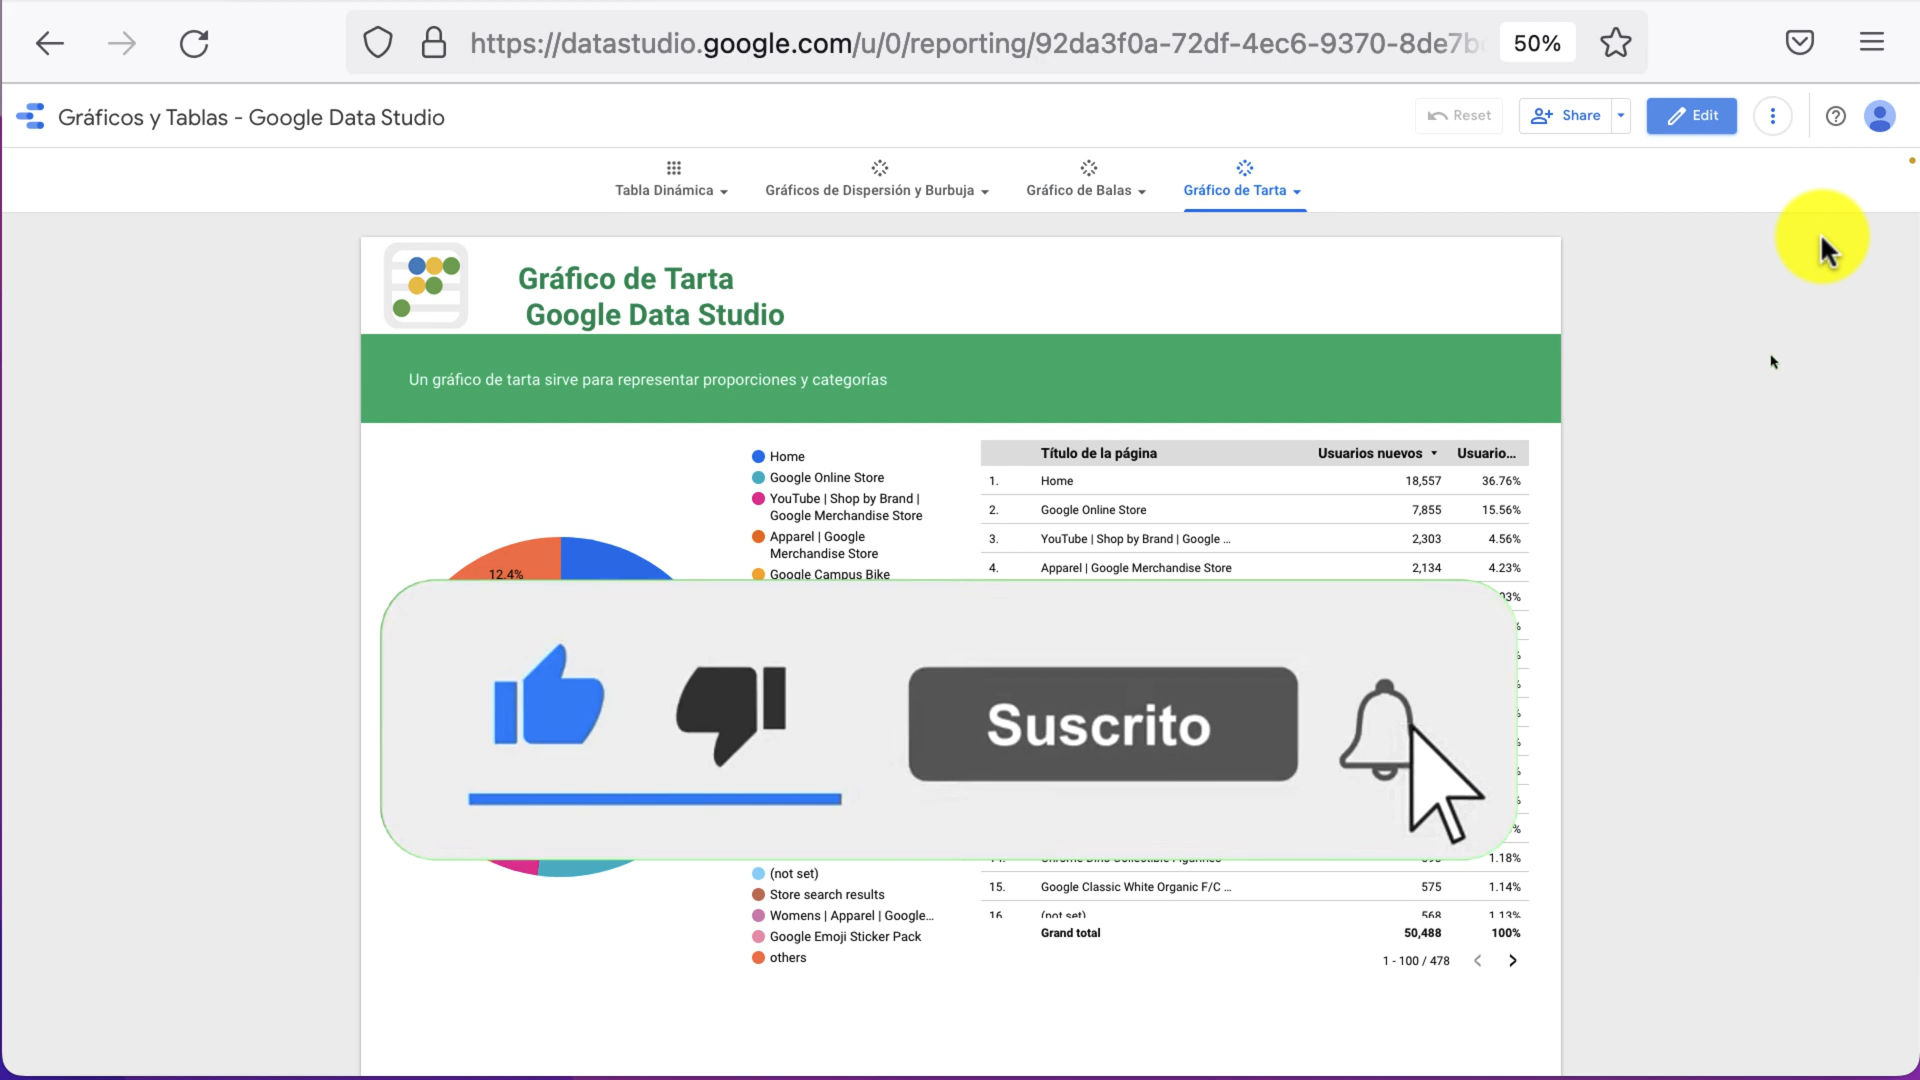 https://datastudio.google.com/u/0/reporting/92da3f0a-72df-4ec6-9370-8de7b
50%
Gráficos y Tablas - Google Data Studio
Reset
Share
Edit
Tabla Dinámica
Gráficos de Dispersión y Burbuja
Gráfico de Balas
Gráfico de Tarta
Gráfico de Tarta
Google Data Studio
Un gráfico de tarta sirve para representar proporciones y categorías
12.4%
Home
Google Online Store
YouTube | Shop by Brand |
Google Merchandise Store
Apparel | Google
Merchandise Store
Google Campus Bike
Título de la página Usuarios nuevos Usuario...
1. Home 18,557 36.76%
2. Google Online Store 7,855 15.56%
3. YouTube | Shop by Brand | Google ... 2,303 4.56%
4. Apparel | Google Merchandise Store 2,134 4.23%
Suscrito
(not set)
Store search results
Womens | Apparel | Google...
Google Emoji Sticker Pack
others
1.18%
15. Google Classic White Organic F/C ... 575 1.14%
16 (not set) 568 1.13%
Grand total 50,488 100%
1 - 100 / 478